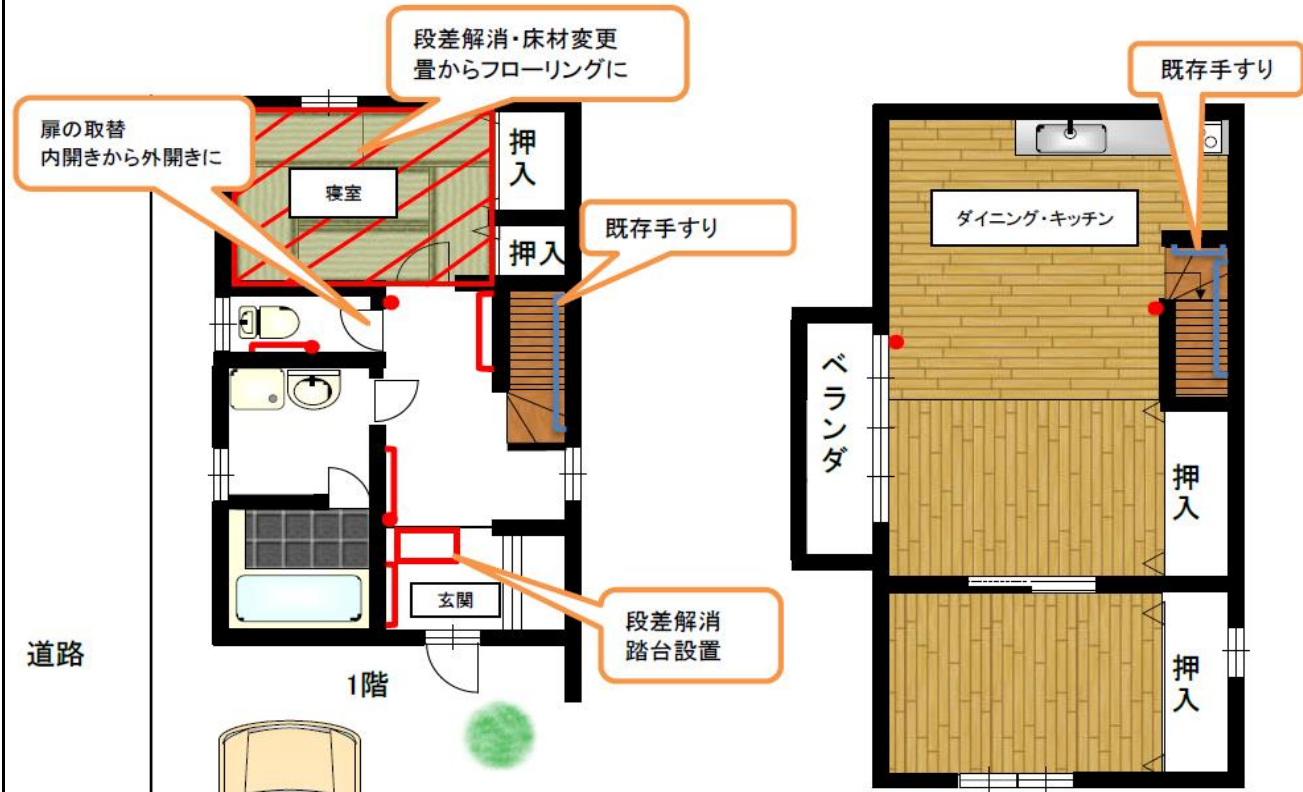 段差解消・床材変更
畳からフローリングに
既存手すり
扉の取替
内開きから外開きに
押入
寝室
ダイニング・キッチン
既存手すり
押入
ベランダ
押入
玄関
段差解消
踏台設置
押入
道路
1階